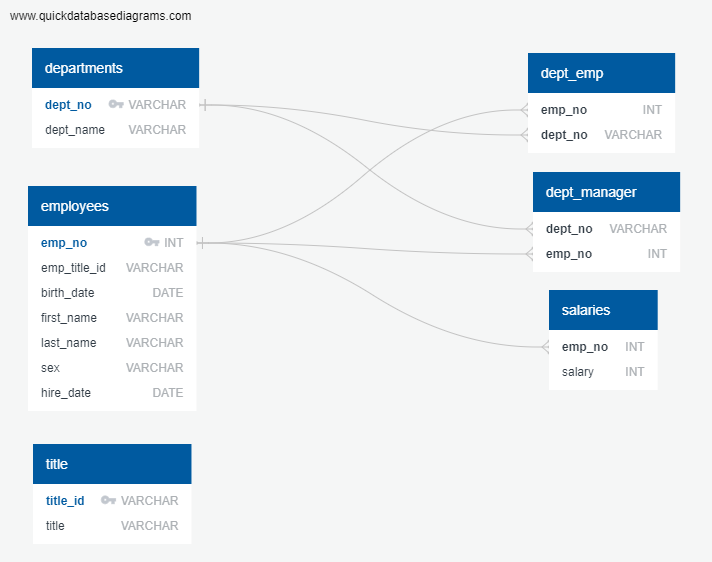 www.quickdatabasediagrams.com
departments
dept_no VARCHAR
dept_name VARCHAR
employees
emp_no INT
emp_title_id VARCHAR
birth_date DATE
first_name VARCHAR
last_name VARCHAR
sex VARCHAR
hire_date DATE
title
title_id VARCHAR
title VARCHAR
dept_emp
emp_no INT
dept_no VARCHAR
dept_manager
dept_no VARCHAR
emp_no INT
salaries
emp_no INT
salary INT